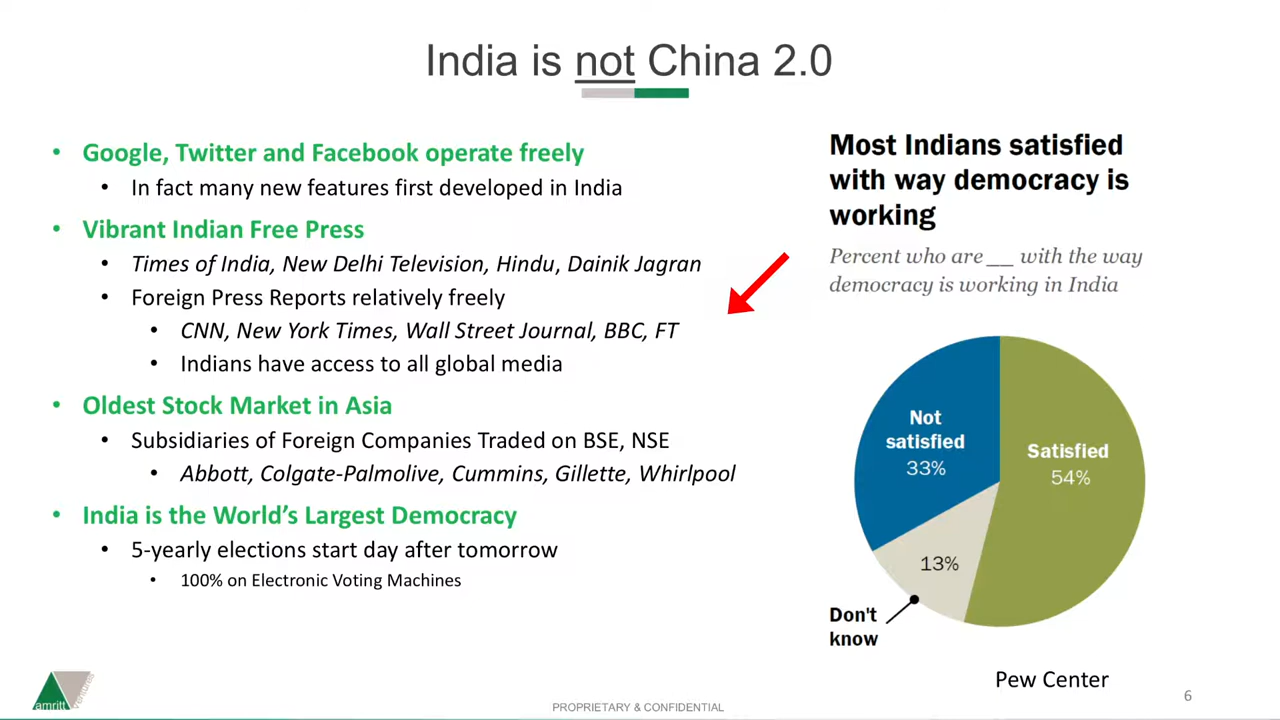 India is not China 2.0
• Google, Twitter and Facebook operate freely
• In fact many new features first developed in India
• Vibrant Indian Free Press
• Times of India, New Delhi Television, Hindu, Dainik Jagran
• Foreign Press Reports relatively freely
• CNN, New York Times, Wall Street Journal, BBC, FT
• Indians have access to all global media
• Oldest Stock Market in Asia
• Subsidiaries of Foreign Companies Traded on BSE, NSE
• Abbott, Colgate-Palmolive, Cummins, Gillette, Whirlpool
• India is the World's Largest Democracy
• 5-yearly elections start day after tomorrow
• 100% on Electronic Voting Machines
Most Indians satisfied
with way democracy is
working
Percent who are __ with the way
democracy is working in India
Not
satisfied
33%
Satisfied
54%
13%
Don't
know
Pew Center
amritt
ventures
PROPRIETARY & CONFIDENTIAL
6